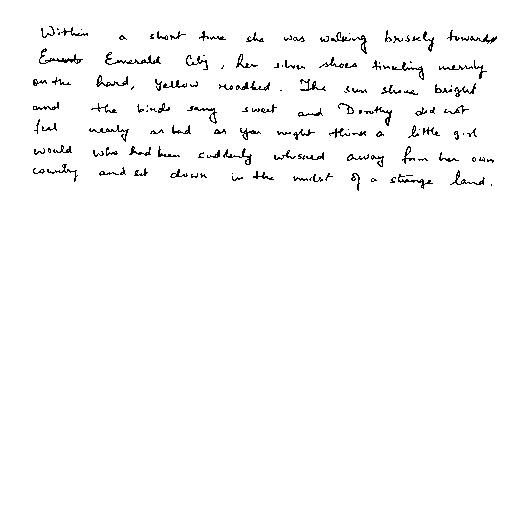 Within a short time she was walking briskly towards
Emerald City, her silver shoes tinkling merrily
on the hard, yellow roadbed. The sun shone bright
and the birds sang sweet and Dorothy did not
feel nearly as bad as you might think a little girl
would who had been suddenly whisked away from her own
country and set down in the midst of a strange land.